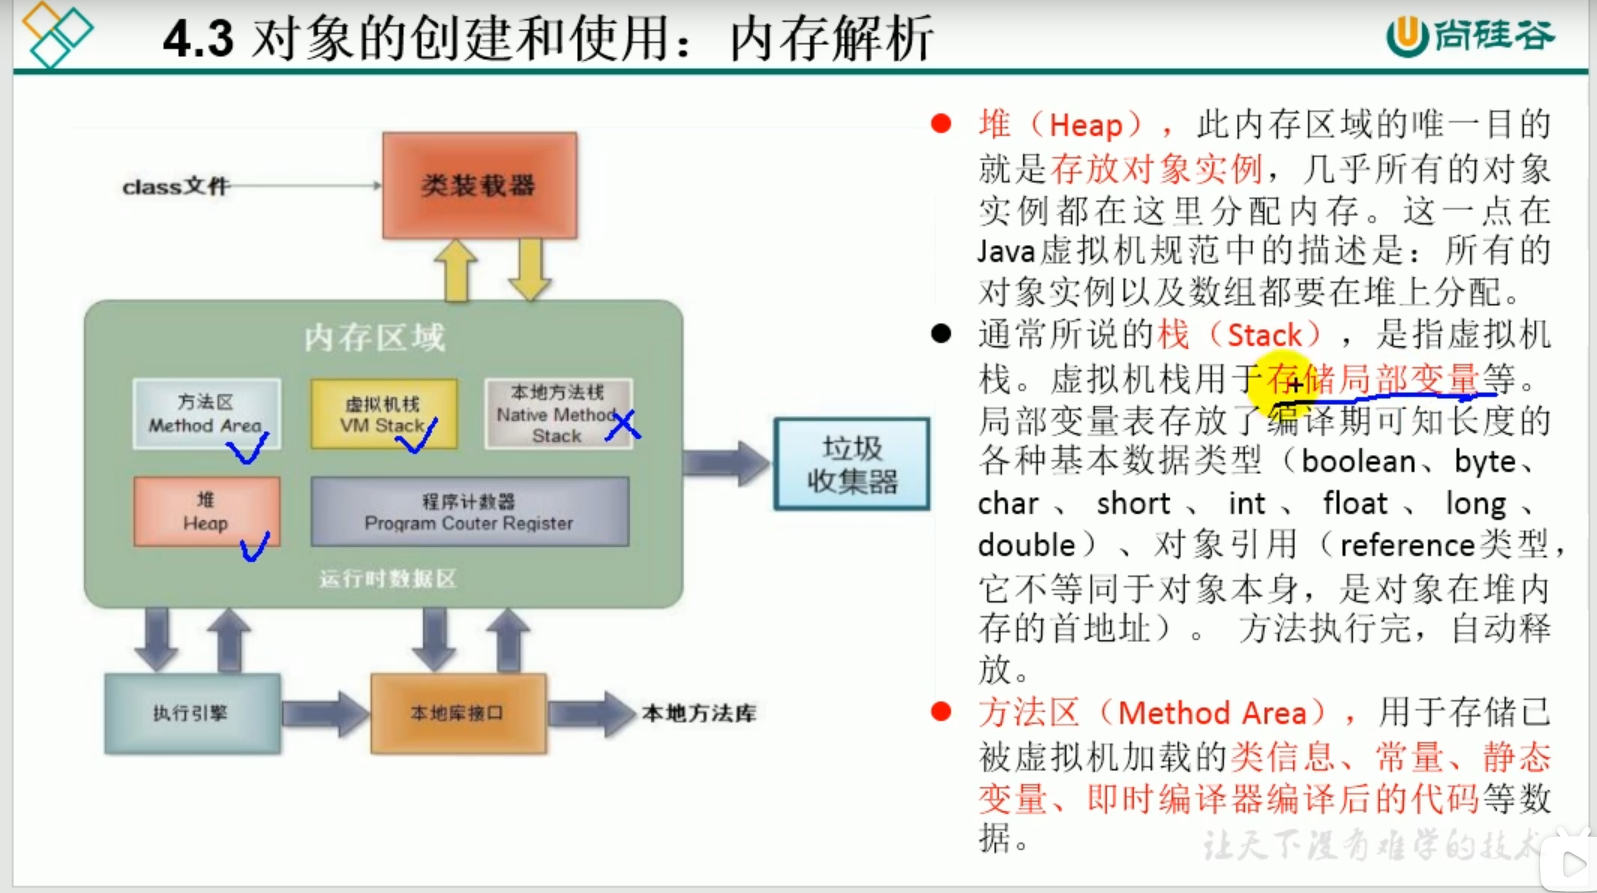 4.3 对象的创建和使用：内存解析
尚硅谷
class文件
类装载器
内存区域
方法区
Method Area
虚拟机栈
VM Stack
本地方法栈
Native Method
Stack
堆
Heap
程序计数器
Program Couter Register
运行时数据区
垃圾
收集器
执行引擎
本地库接口
本地方法库
堆（Heap），此内存区域的唯一目的
就是存放对象实例，几乎所有的对象
实例都在这里分配内存。这一点在
Java虚拟机规范中的描述是：所有的
对象实例以及数组都要在堆上分配。
通常所说的栈（Stack），是指虚拟机
栈。虚拟机栈用于存储局部变量等。
局部变量表存放了编译期可知长度的
各种基本数据类型（boolean、byte、
char、short、int、float、long、
double）、对象引用（reference类型，
它不等同于对象本身，是对象在堆内
存的首地址）。 方法执行完，自动释
放。
方法区（Method Area），用于存储已
被虚拟机加载的类信息、常量、静态
变量、即时编译器编译后的代码等数
据。
让天下没有难学的技术